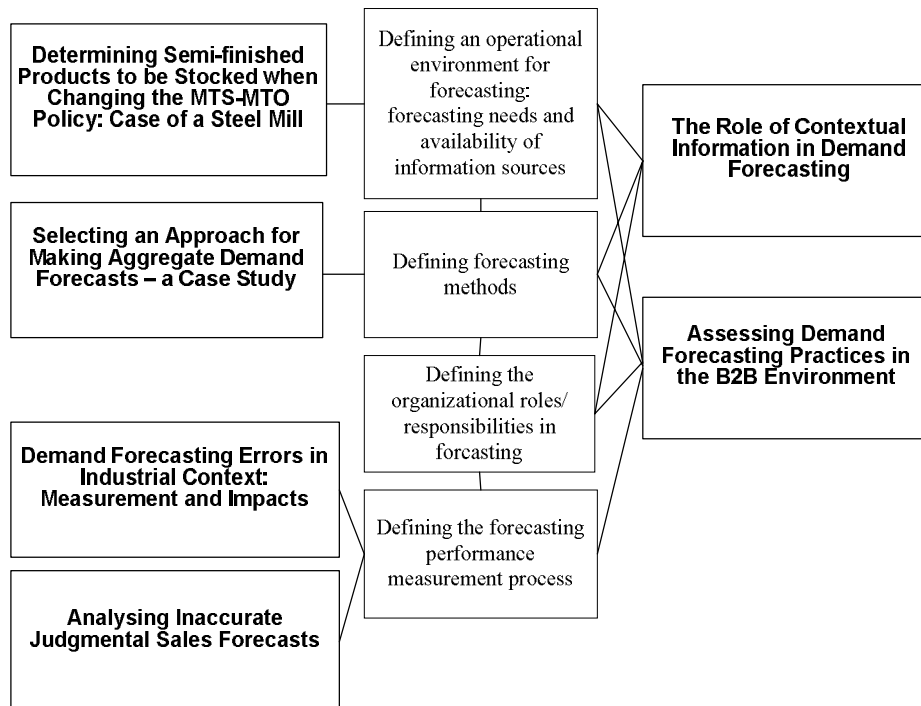 Determining Semi-finished
Products to be Stocked when
Changing the MTS-MTO
Policy: Case of a Steel Mill
Selecting an Approach for
Making Aggregate Demand
Forecasts – a Case Study
Demand Forecasting Errors in
Industrial Context:
Measurement and Impacts
Analysing Inaccurate
Judgmental Sales Forecasts
Defining an operational
environment for
forecasting:
forecasting needs and
availability of
information sources
Defining forecasting
methods
Defining the
organizational roles/
responsibilities in
forcasting
Defining the forecasting
performance
measurement process
The Role of Contextual
Information in Demand
Forecasting
Assessing Demand
Forecasting Practices in
the B2B Environment